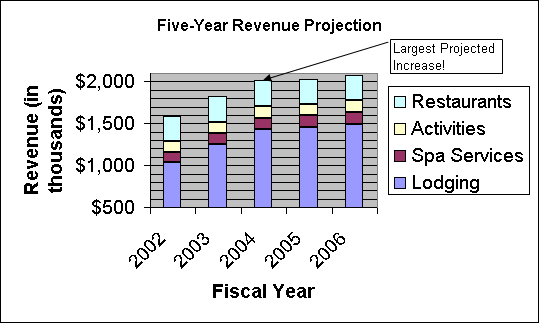 Five-Year Revenue Projection
Largest Projected
Increase!
Revenue (in
thousands)
$2,000
$1,500
$1,000
$500
Restaurants
Activities
Spa Services
Lodging
2002
2003
2004
2005
2006
Fiscal Year